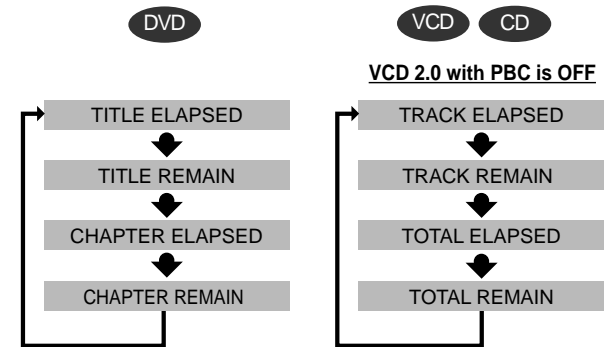 DVD
TITLE ELAPSED
TITLE REMAIN
CHAPTER ELAPSED
CHAPTER REMAIN
VCD CD
VCD 2.0 with PBC is OFF
TRACK ELAPSED
TRACK REMAIN
TOTAL ELAPSED
TOTAL REMAIN